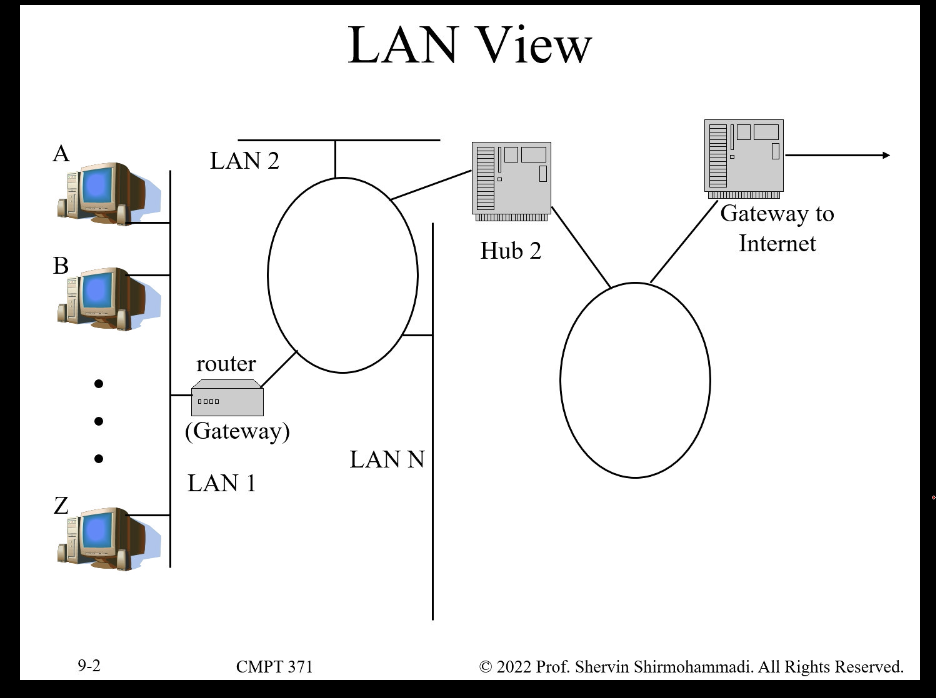 LAN View
A
LAN 2
B
Hub 2
Gateway to
Internet
router
(Gateway)
LAN N
LAN 1
Z
9-2
CMPT 371
© 2022 Prof. Shervin Shirmohammadi. All Rights Reserved.